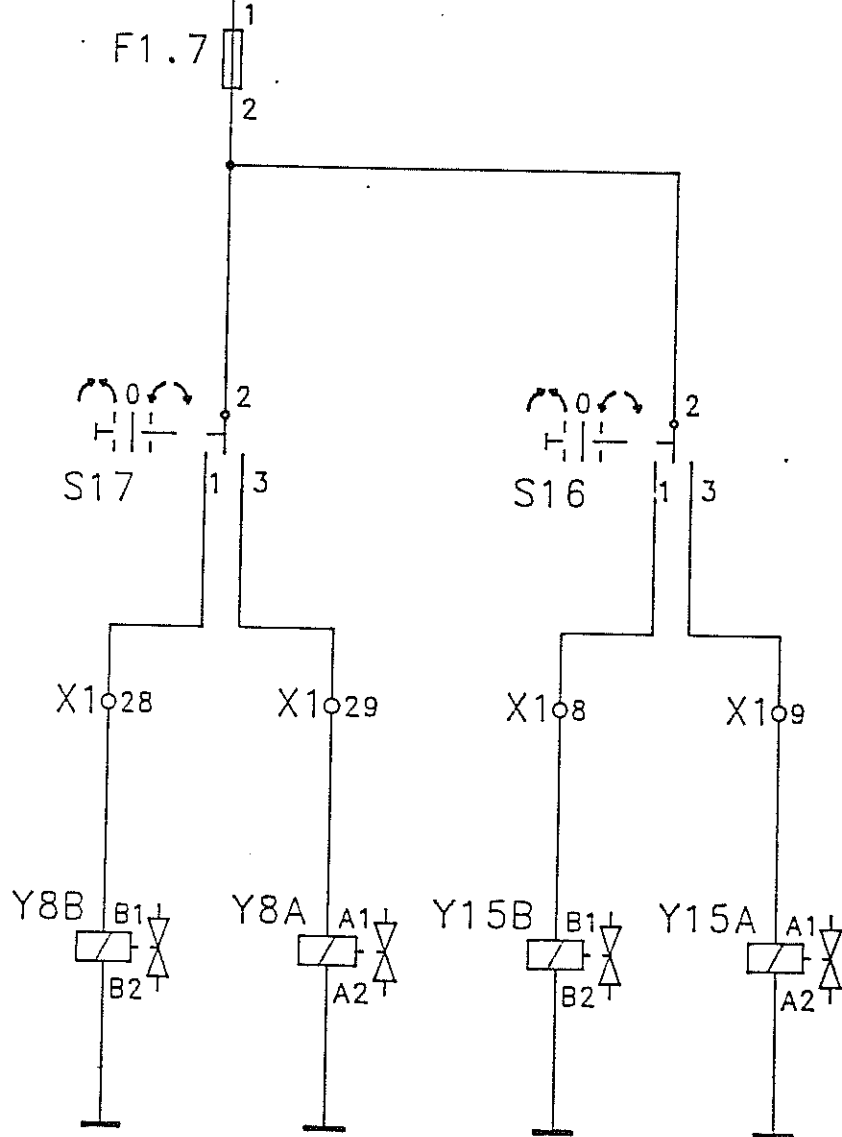 1
F1.7
2
0 2
0 2
S17 1 3
S16 1 3
X1 28
X1 29
X1 8
X1 9
Y8B B1
Y8A A1
Y15B B1
Y15A A1
B2
A2
B2
A2